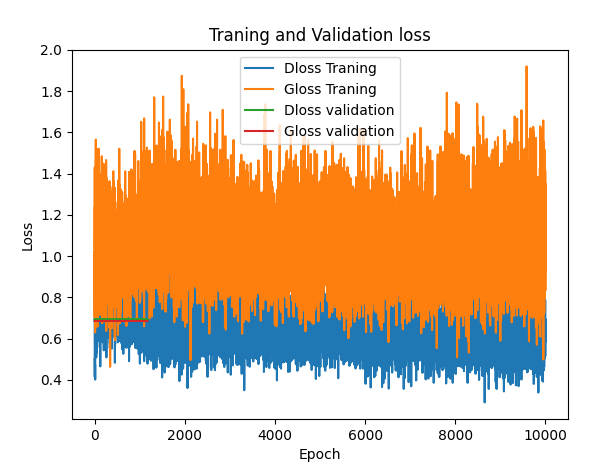 Traning and Validation loss
Dloss Traning
Gloss Traning
Dloss validation
Gloss validation
Loss
2.0
1.8
1.6
1.4
1.2
1.0
0.8
0.6
0.4
0 2000 4000 6000 8000 10000
Epoch